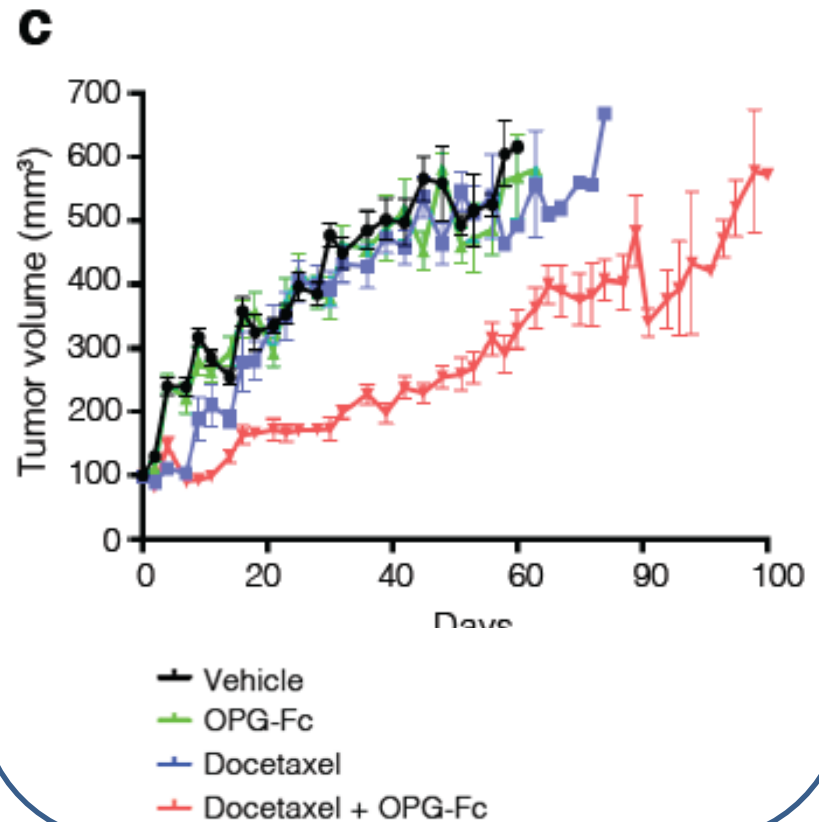 c
700
600
500
400
300
200
100
0
Tumor volume (mm³)
0 20 40 60 90 100
Days
Vehicle
OPG-Fc
Docetaxel
Docetaxel + OPG-Fc